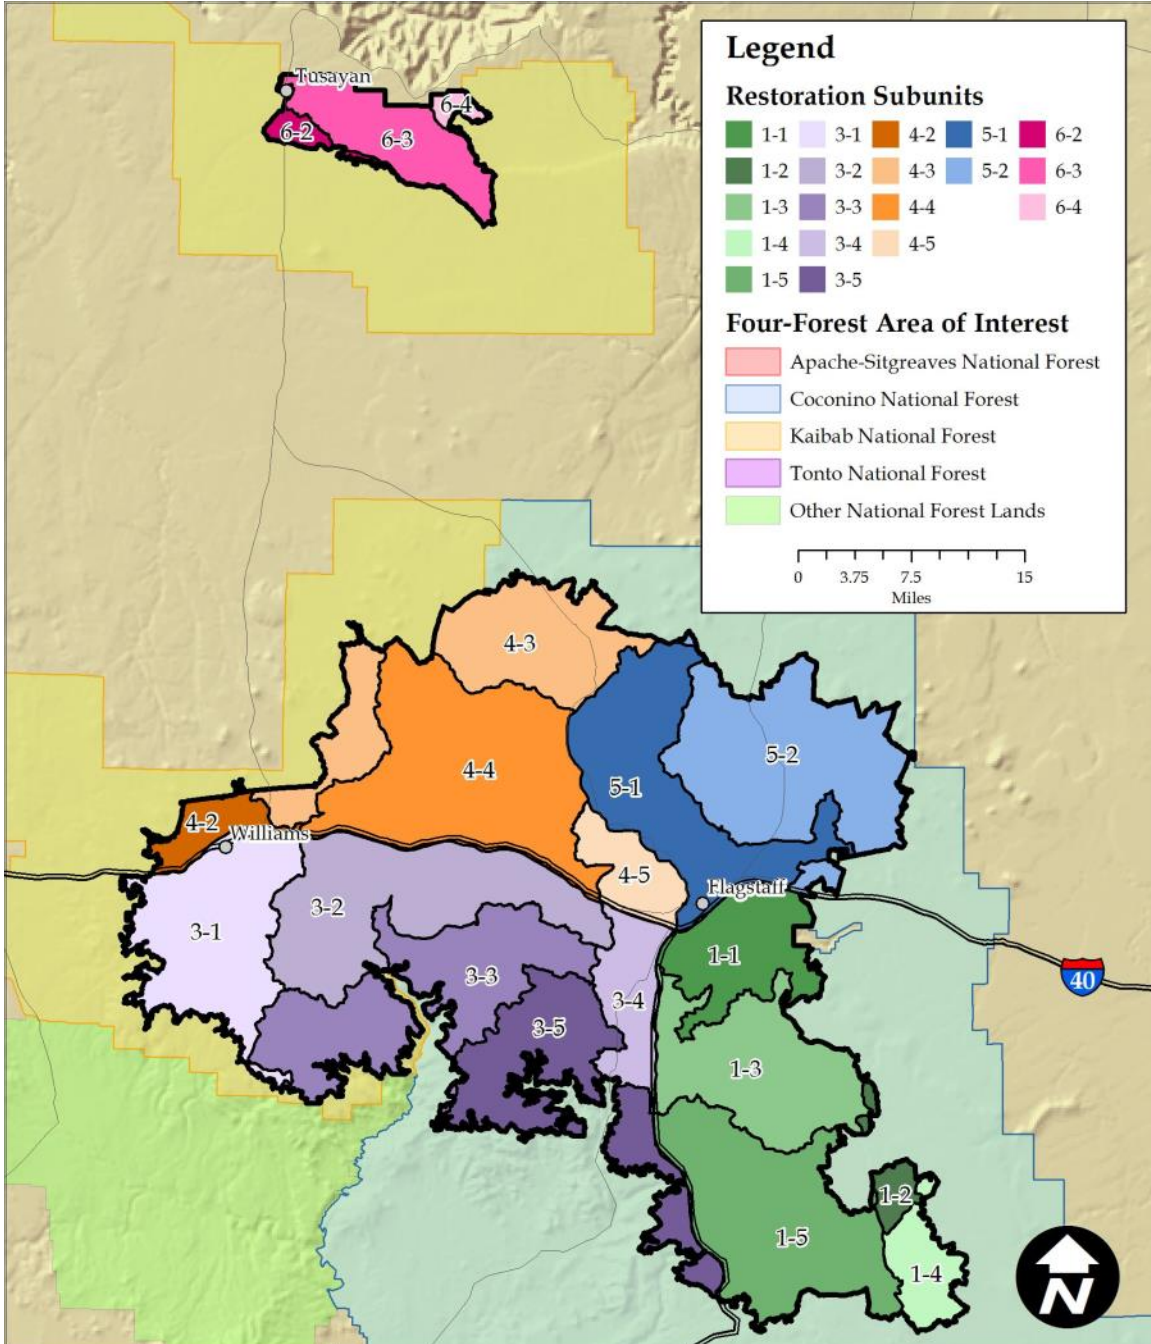 Legend
Restoration Subunits
1-1 3-1 4-2 5-1 6-2
1-2 3-2 4-3 5-2 6-3
1-3 3-3 4-4 6-4
1-4 3-4 4-5
1-5 3-5
Four-Forest Area of Interest
Apache-Sitgreaves National Forest
Coconino National Forest
Kaibab National Forest
Tonto National Forest
Other National Forest Lands
0 3.75 7.5 15
Miles
Tusayan
6-4
6-2
6-3
4-3
5-2
4-4
5-1
4-2
Williams
4-5
Flagstaff
3-2
3-1
1-1
3-3
40
3-4
3-5
1-3
1-2
1-5
1-4
N